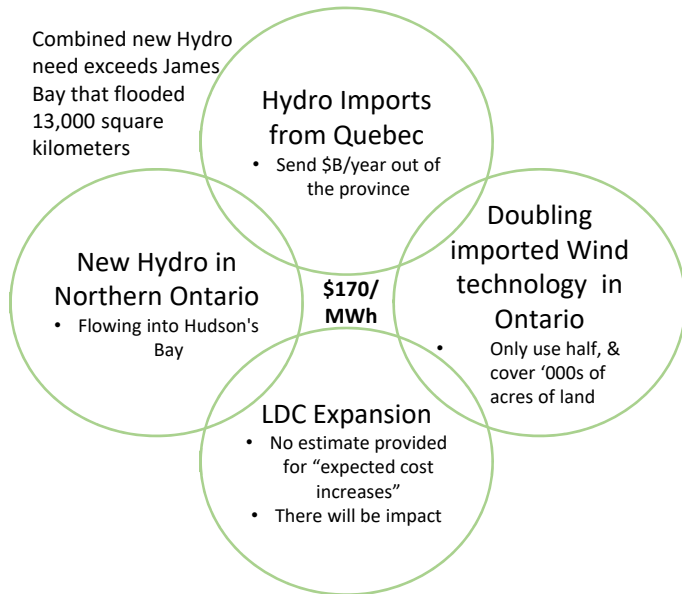 Combined new Hydro
need exceeds James
Bay that flooded
13,000 square
kilometers
Hydro Imports
from Quebec
• Send $B/year out of
the province
New Hydro in
Northern Ontario
• Flowing into Hudson's
Bay
$170/
MWh
Doubling
imported Wind
technology in
Ontario
• Only use half, &
cover ‘000s of
acres of land
LDC Expansion
• No estimate provided
for “expected cost
increases”
• There will be impact